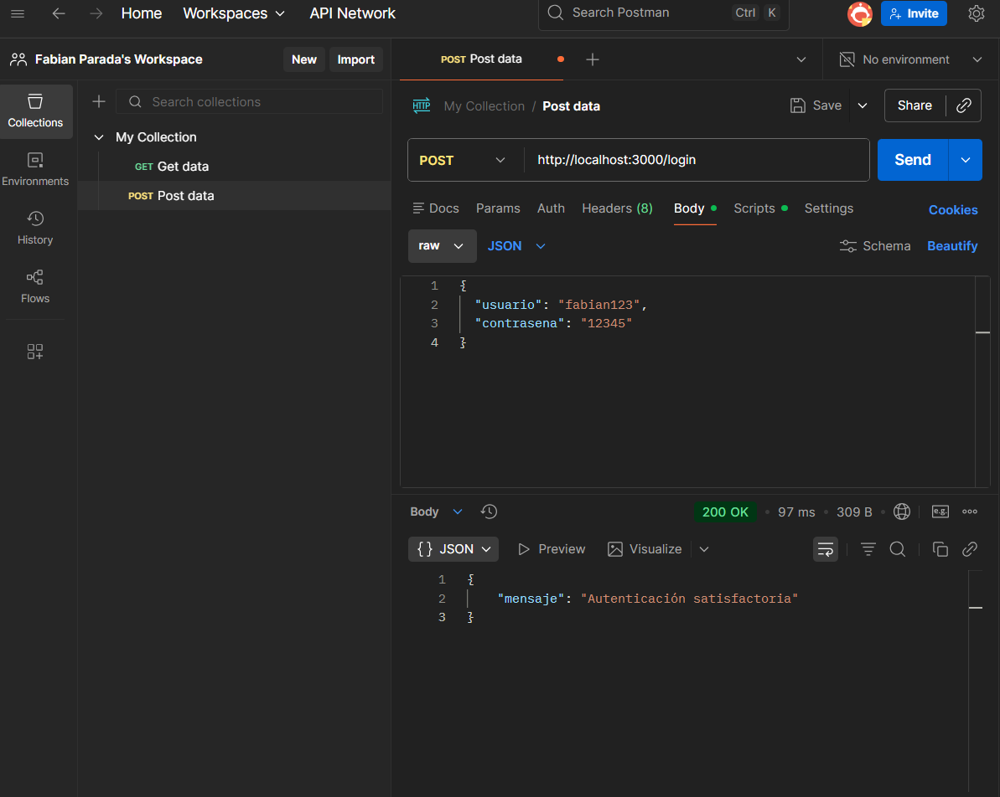 Home Workspaces API Network Search Postman Ctrl K Invite
Fabian Parada's Workspace New Import POST Post data No environment
Collections
Environments
History
Flows
Search collections
My Collection
GET Get data
POST Post data
HTTP My Collection / Post data Save Share
POST http://localhost:3000/login Send
Docs Params Auth Headers (8) Body Scripts Settings Cookies
raw JSON Schema Beautify
1 {
2 "usuario": "fabian123",
3 "contrasena": "12345"
4 }
Body 200 OK • 97 ms • 309 B • e.g.
{ } JSON Preview Visualize
1 {
2 "mensaje": "Autenticación satisfactoria"
3 }